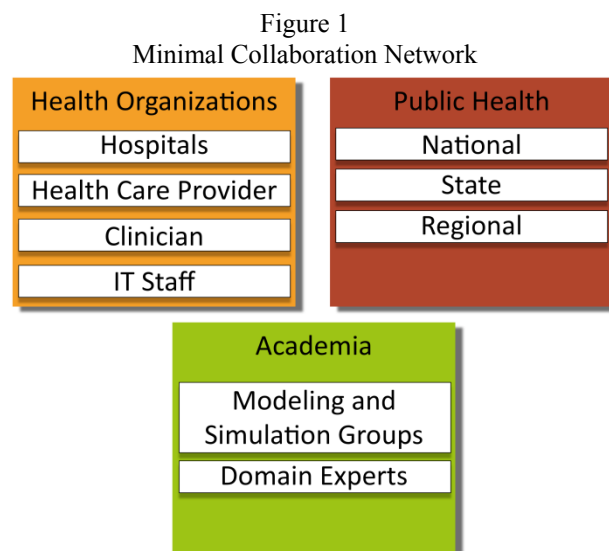 Figure 1
Minimal Collaboration Network
Health Organizations
Hospitals
Health Care Provider
Clinician
IT Staff
Public Health
National
State
Regional
Academia
Modeling and
Simulation Groups
Domain Experts